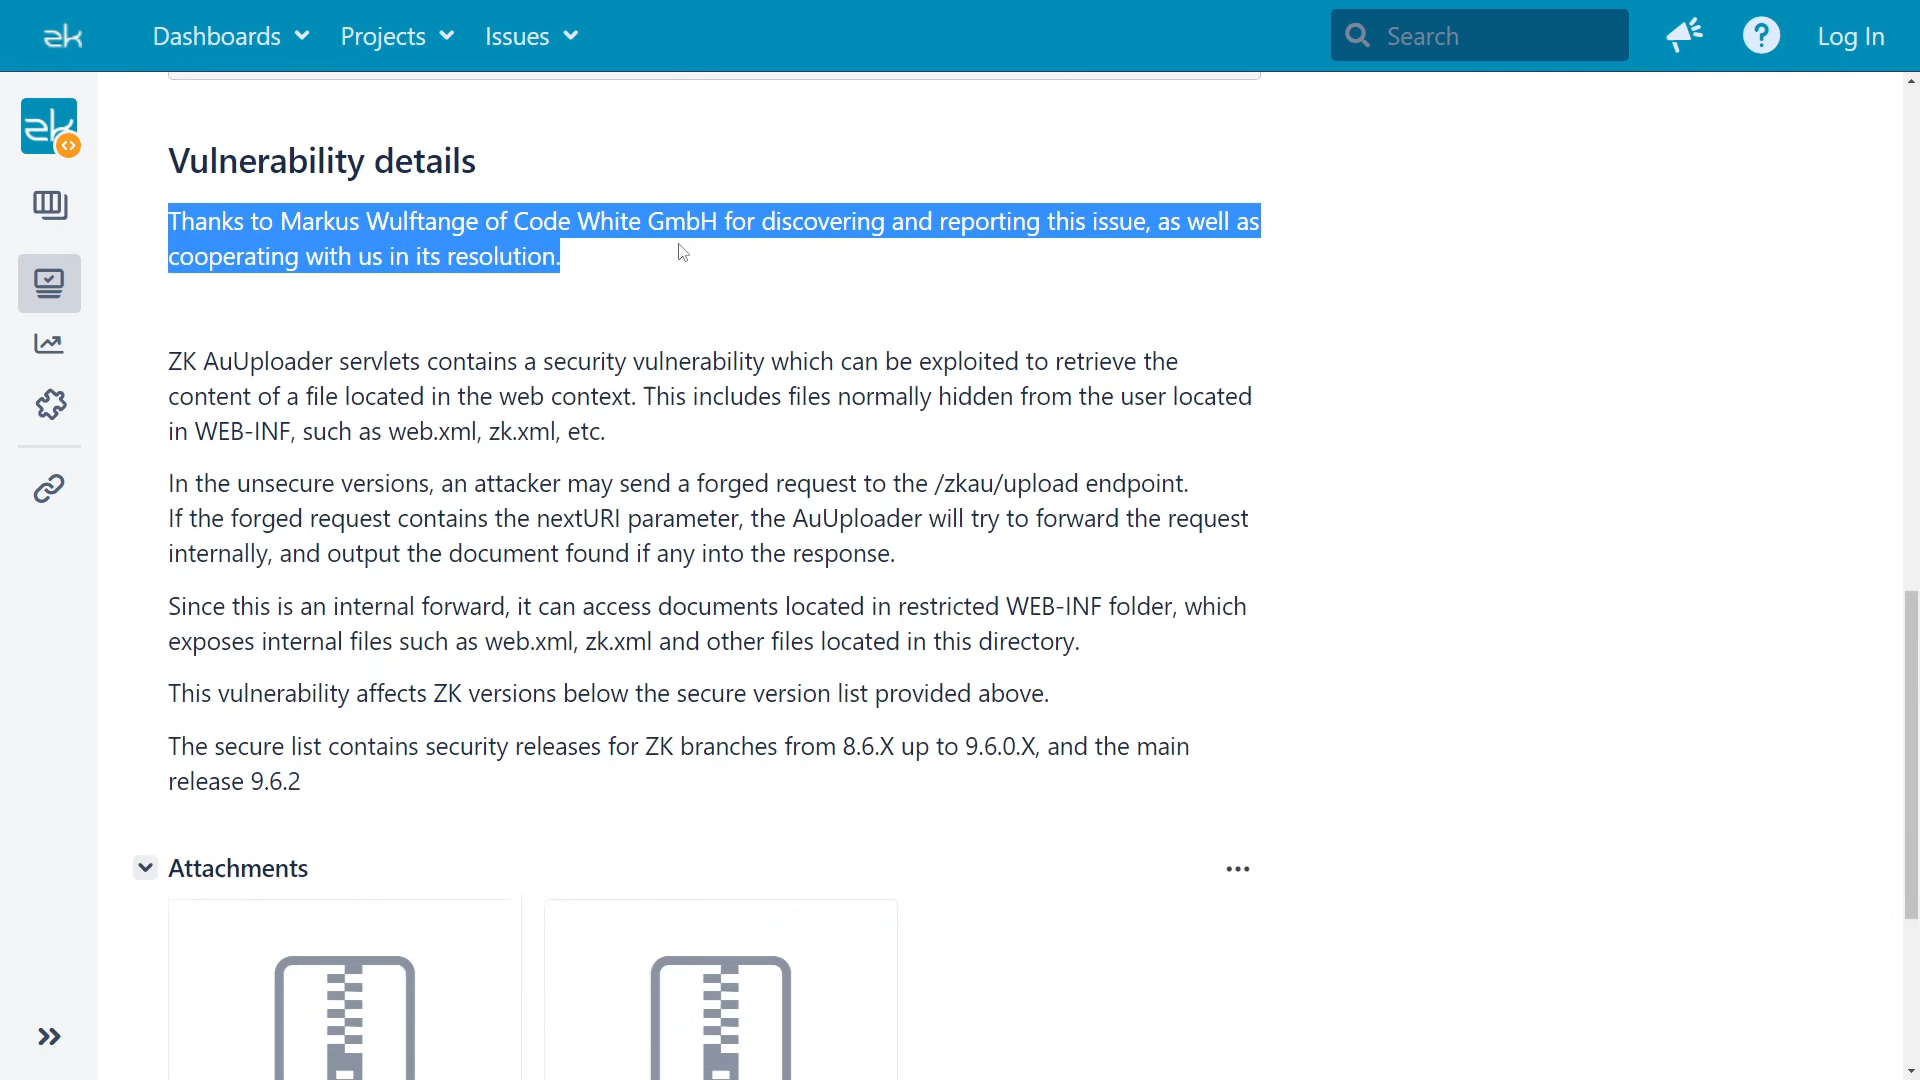 zk Dashboards Projects Issues Search Log In
zk
Vulnerability details
Thanks to Markus Wulftange of Code White GmbH for discovering and reporting this issue, as well as
cooperating with us in its resolution.
ZK AuUploader servlets contains a security vulnerability which can be exploited to retrieve the
content of a file located in the web context. This includes files normally hidden from the user located
in WEB-INF, such as web.xml, zk.xml, etc.
In the unsecure versions, an attacker may send a forged request to the /zkau/upload endpoint.
If the forged request contains the nextURI parameter, the AuUploader will try to forward the request
internally, and output the document found if any into the response.
Since this is an internal forward, it can access documents located in restricted WEB-INF folder, which
exposes internal files such as web.xml, zk.xml and other files located in this directory.
This vulnerability affects ZK versions below the secure version list provided above.
The secure list contains security releases for ZK branches from 8.6.X up to 9.6.0.X, and the main
release 9.6.2
Attachments